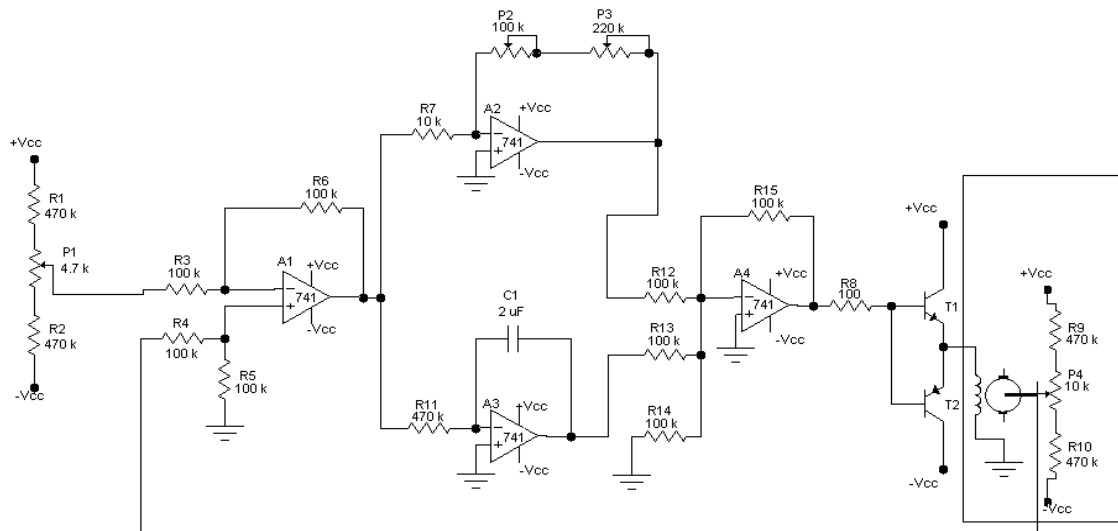 P2
100 k
P3
220 k
R7
10 k
A2
+Vcc
741
-Vcc
+Vcc
R1
470 k
P1
4.7 k
R2
470 k
-Vcc
R3
100 k
R4
100 k
R5
100 k
R6
100 k
A1
+Vcc
741
-Vcc
C1
2 uF
R11
470 k
A3
+Vcc
741
-Vcc
R12
100 k
R13
100 k
R14
100 k
R15
100 k
A4
+Vcc
741
-Vcc
R8
100
+Vcc
T1
T2
-Vcc
+Vcc
R9
470 k
P4
10 k
R10
470 k
-Vcc